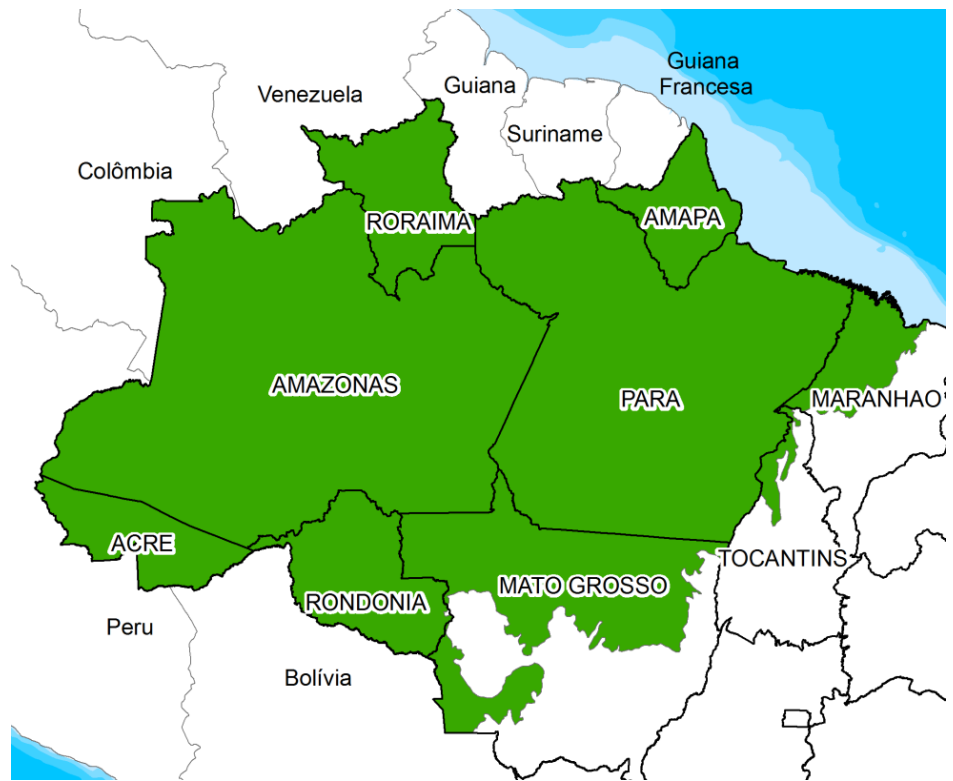 Guiana
Francesa
Venezuela
Guiana
Suriname
Colômbia
RORAIMA
AMAPA
AMAZONAS
PARA
MARANHAO
ACRE
TOCANTINS
MATO GROSSO
RONDONIA
Peru
Bolívia